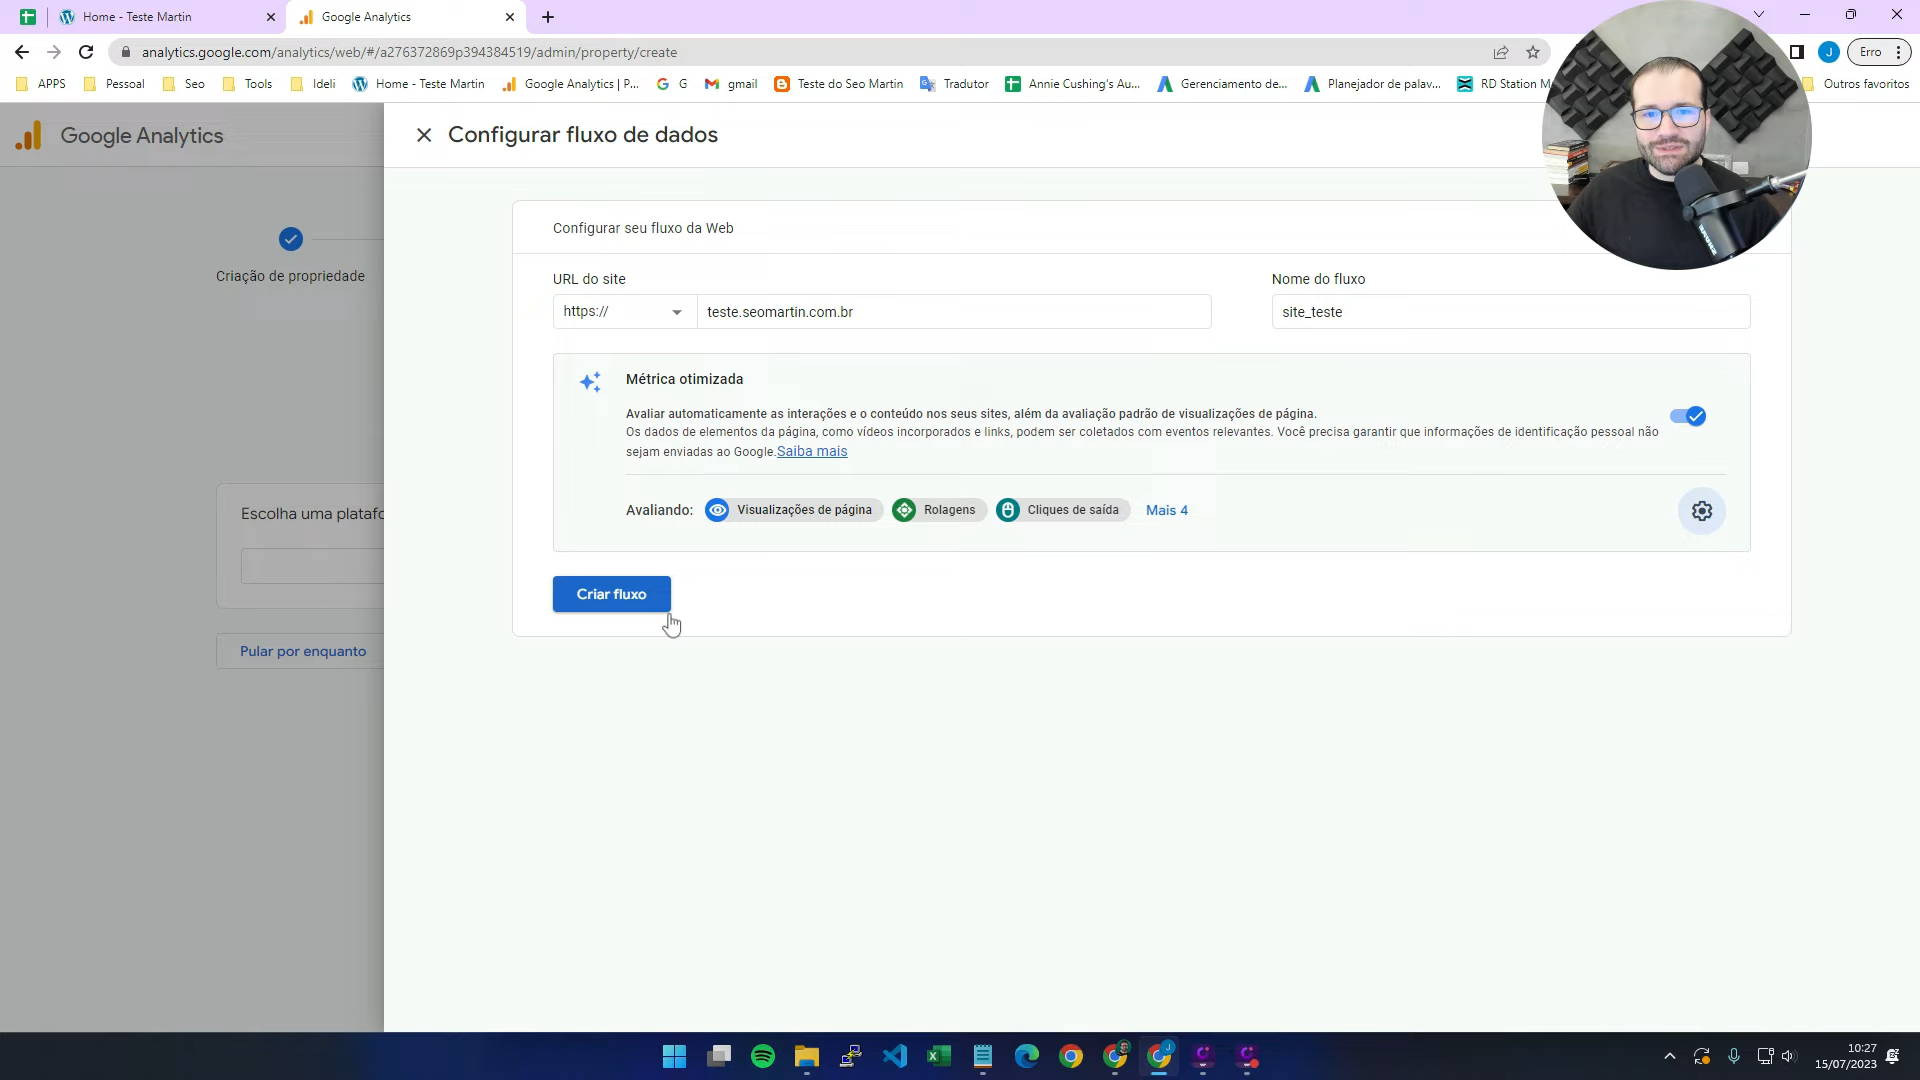 Home - Teste Martin
Google Analytics
analytics.google.com/analytics/web/#/a276372869p394384519/admin/property/create
Erro
APPS
Pessoal
Seo
Tools
Ideli
Home - Teste Martin
Google Analytics | P...
G
gmail
Teste do Seo Martin
Tradutor
Annie Cushing's Au...
Gerenciamento de...
Planejador de palav...
RD Station M
Outros favoritos
Google Analytics
Configurar fluxo de dados
Criação de propriedade
Escolha uma platafo
Pular por enquanto
Configurar seu fluxo da Web
URL do site
Nome do fluxo
https://
teste.seomartin.com.br
site_teste
Métrica otimizada
Avaliar automaticamente as interações e o conteúdo nos seus sites, além da avaliação padrão de visualizações de página.
Os dados de elementos da página, como vídeos incorporados e links, podem ser coletados com eventos relevantes. Você precisa garantir que informações de identificação pessoal não
sejam enviadas ao Google.Saiba mais
Avaliando:
Visualizações de página
Rolagens
Cliques de saída
Mais 4
Criar fluxo
10:27
15/07/2023